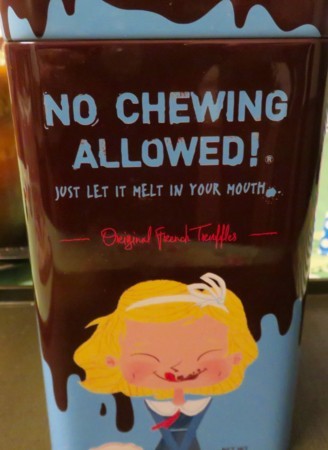 NO CHEWING
ALLOWED!®
JUST LET IT MELT IN YOUR MOUTH...
Original French Truffles